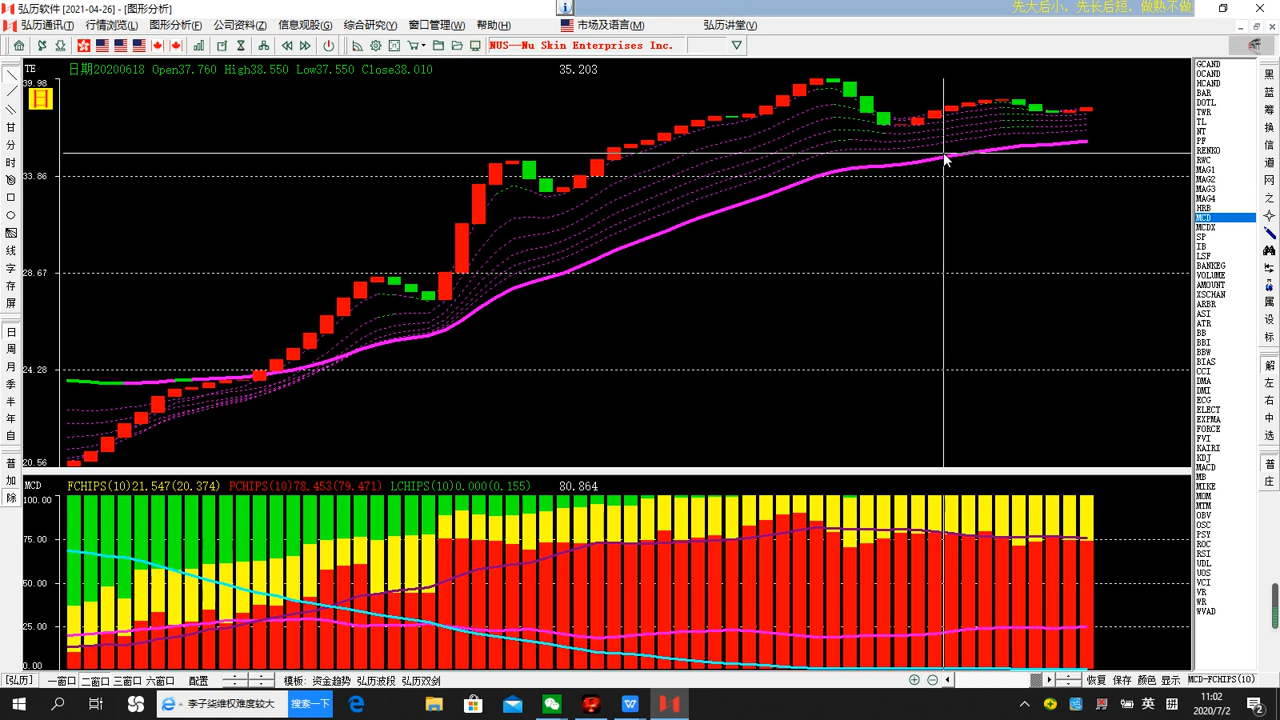 弘历软件 [2021-04-26] - [图形分析]
先大后小、先长后短、做熟不做
弘历通讯(T) 行情浏览(L) 图形分析(F) 公司资料(Z) 信息观股(G) 综合研究(Y) 窗口管理(W) 帮助(H) 市场及语言(M) 弘历讲堂(V)
NUS—Nu Skin Enterprises Inc.
TE 日期20200618 Open37.760 High38.550 Low37.550 Close38.010 35.203
39.98
日
33.86
28.67
24.28
20.56
MCD FCHIPS(10)21.547(20.374) PCHIPS(10)78.453(79.471) LCHIPS(10)0.000(0.155) 80.864
100.00
75.00
50.00
25.00
0.00
甘
分
时
线
字
存
屏
日
周
月
季
半
年
自
普
加
除
GCAND
OCAND
HCAND
BAR
DOTL
TWR
TL
NT
PF
RENKO
RWC
MAG1
MAG2
MAG3
MAG4
HRB
MCD
MCDX
SP
IB
LSF
BANKEG
VOLUME
AMOUNT
XSCHAN
ARBR
ASI
ATR
BB
BBI
BBW
BIAS
CCI
DMA
DMI
ECG
ELECT
EXPMA
FORCE
FVI
KAIRI
KDJ
MACD
MB
MIKE
MOM
MTM
OBV
OSC
PSY
ROC
RSI
UDL
UOS
VCI
VR
WR
WVAD
黑
蓝
筹
换
信
道
网
之
属
设
标
解
左
右
中
选
普
庄
[弘历] 一窗口 二窗口 三窗口 六窗口 配置 模板: 资金趋势 弘历波段 弘历双剑 恢复 保存 颜色 显示 MCD-FCHIPS(10)
李子柒维权难度较大 搜索一下
英
11:02
2020/7/2
2